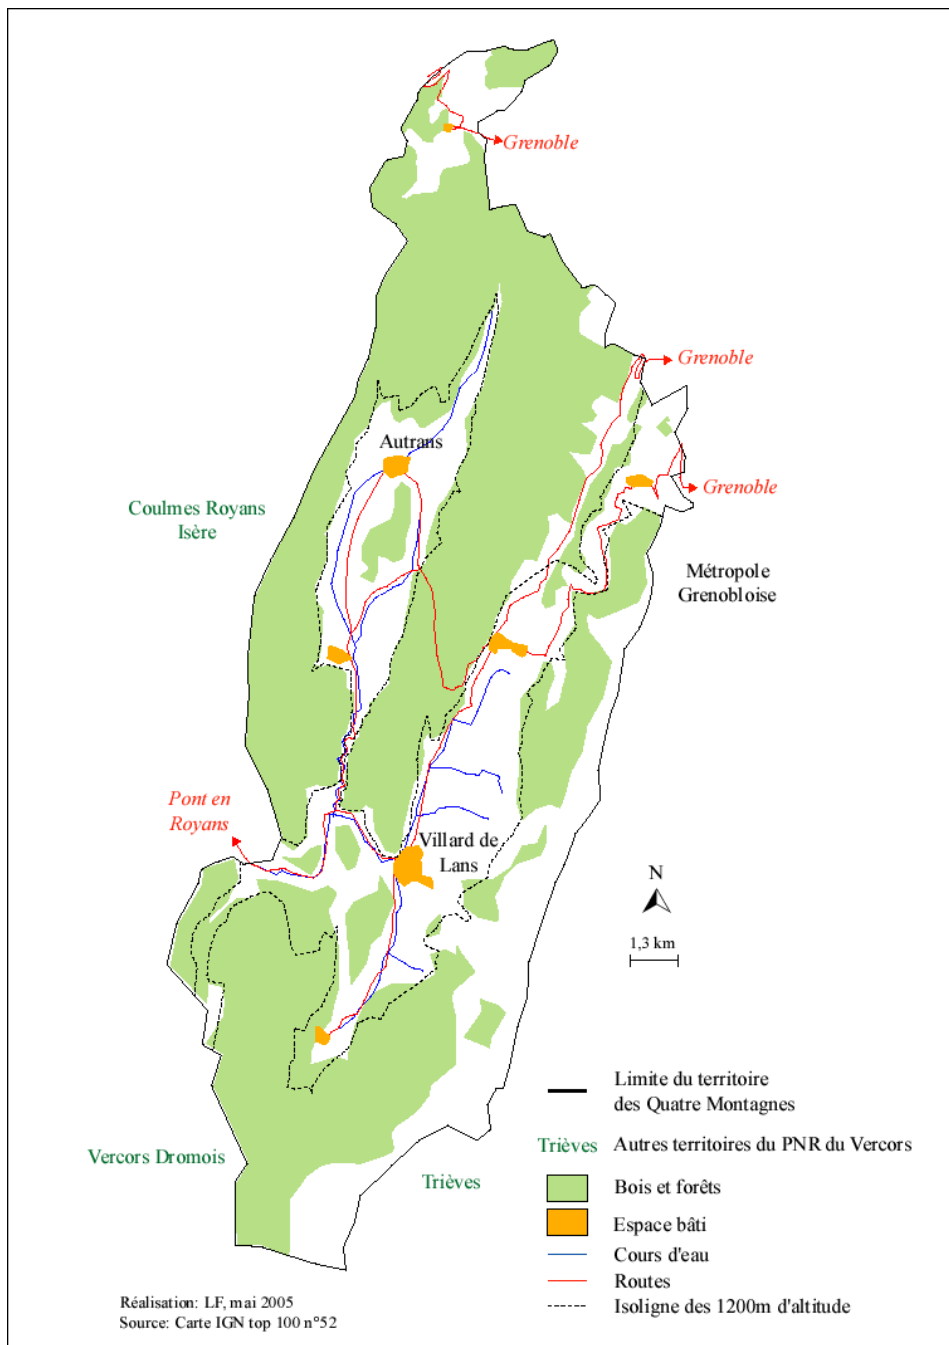 Grenoble
Grenoble
Autrans
Grenoble
Coulmes Royans
Isère
Métropole
Grenobloise
Pont en
Royans
Villard de
Lans
N
1,3 km
Limite du territoire
des Quatre Montagnes
Trièves
Autres territoires du PNR du Vercors
Vercors Dromois
Trièves
Bois et forêts
Espace bâti
Cours d'eau
Routes
Isoligne des 1200m d'altitude
Réalisation: LF, mai 2005
Source: Carte IGN top 100 n°52